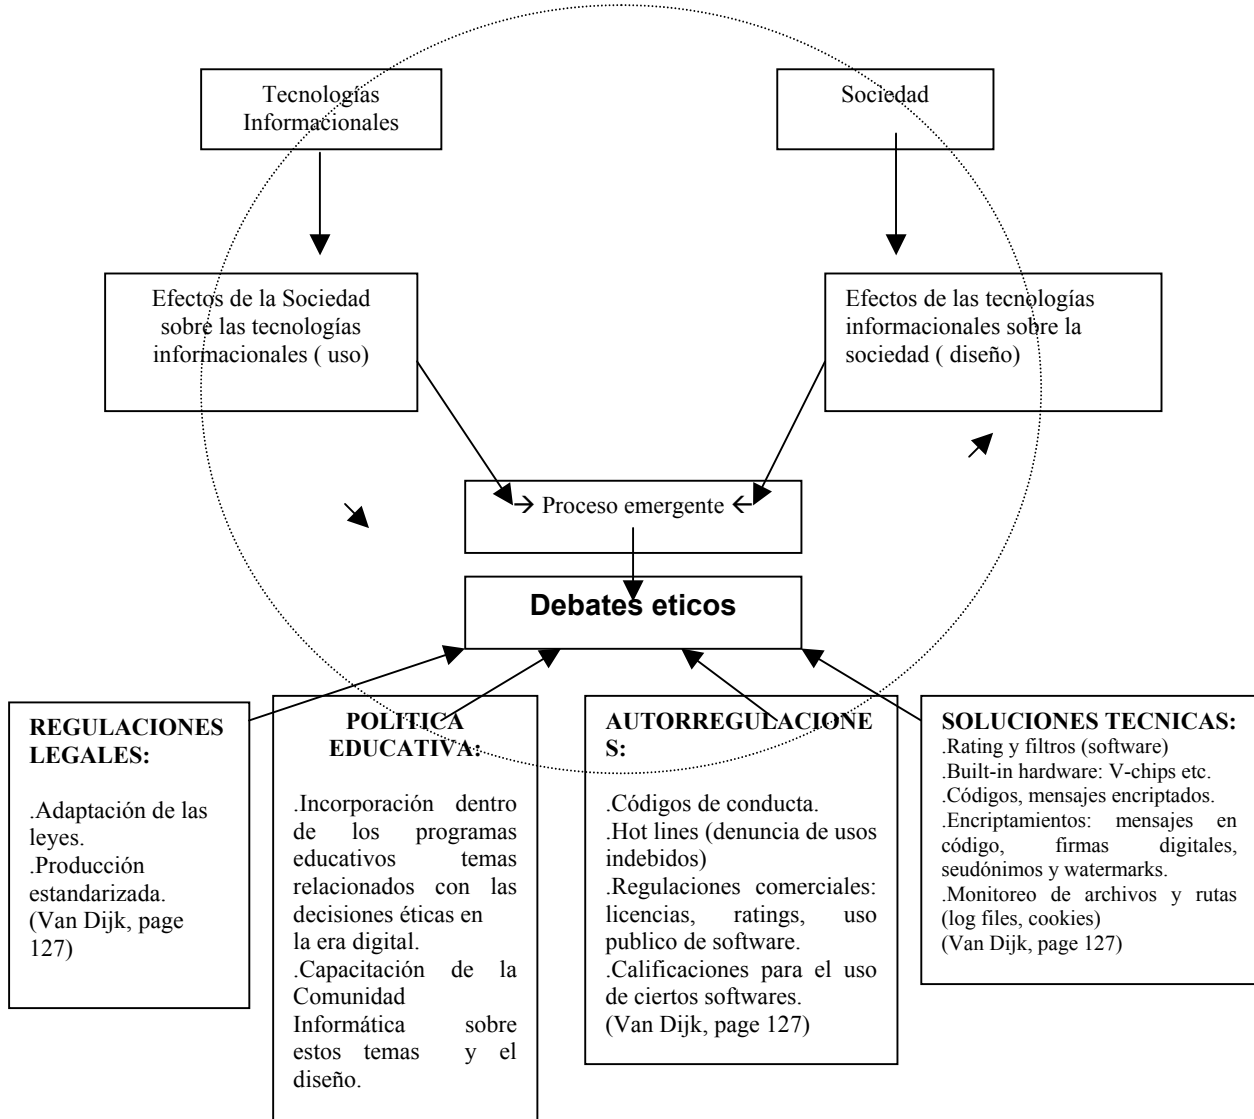 Tecnologías
Informacionales
Sociedad
Efectos de la Sociedad
sobre las tecnologías
informacionales ( uso)
Efectos de las tecnologías
informacionales sobre la
sociedad ( diseño)
→ Proceso emergente ←
Debates eticos
REGULACIONES
LEGALES:
.Adaptación de las
leyes.
.Producción
estandarizada.
(Van Dijk, page
127)
POLITICA
EDUCATIVA:
.Incorporación dentro
de los programas
educativos temas
relacionados con las
decisiones éticas en
la era digital.
.Capacitación de la
Comunidad
Informática sobre
estos temas y el
diseño.
AUTORREGULACIONE
S:
.Códigos de conducta.
.Hot lines (denuncia de usos
indebidos)
.Regulaciones comerciales:
licencias, ratings, uso
publico de software.
.Calificaciones para el uso
de ciertos softwares.
(Van Dijk, page 127)
SOLUCIONES TECNICAS:
.Rating y filtros (software)
.Built-in hardware: V-chips etc.
.Códigos, mensajes encriptados.
.Encriptamientos: mensajes en
código, firmas digitales,
seudónimos y watermarks.
.Monitoreo de archivos y rutas
(log files, cookies)
(Van Dijk, page 127)